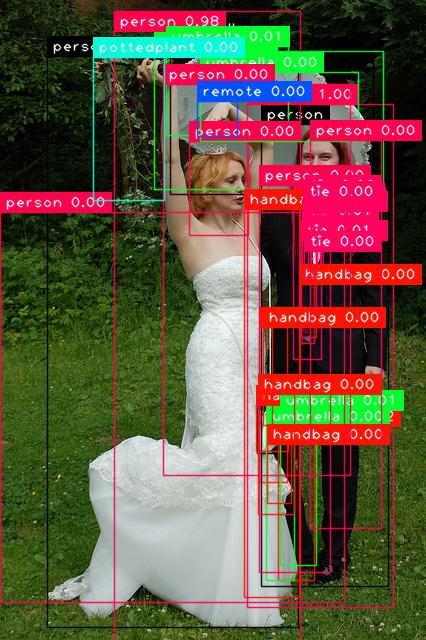 person 0.98
umbrella 0.01
perso
pottedplant 0.00
umbrella 0.00
person 0.00
remote 0.00
1.00
person
person 0.00
person 0.00
person 0.00
tie 0.00
person 0.00
handba
tie 0.01
tie 0.00
handbag 0.00
handbag 0.00
handbag 0.00
umbrella 0.01
umbrella 0.00
handbag 0.00